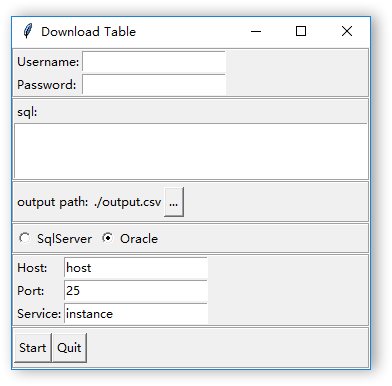 Download Table
Username:
Password:
sql:
output path: ./output.csv ...
SqlServer Oracle
Host: host
Port: 25
Service: instance
Start Quit